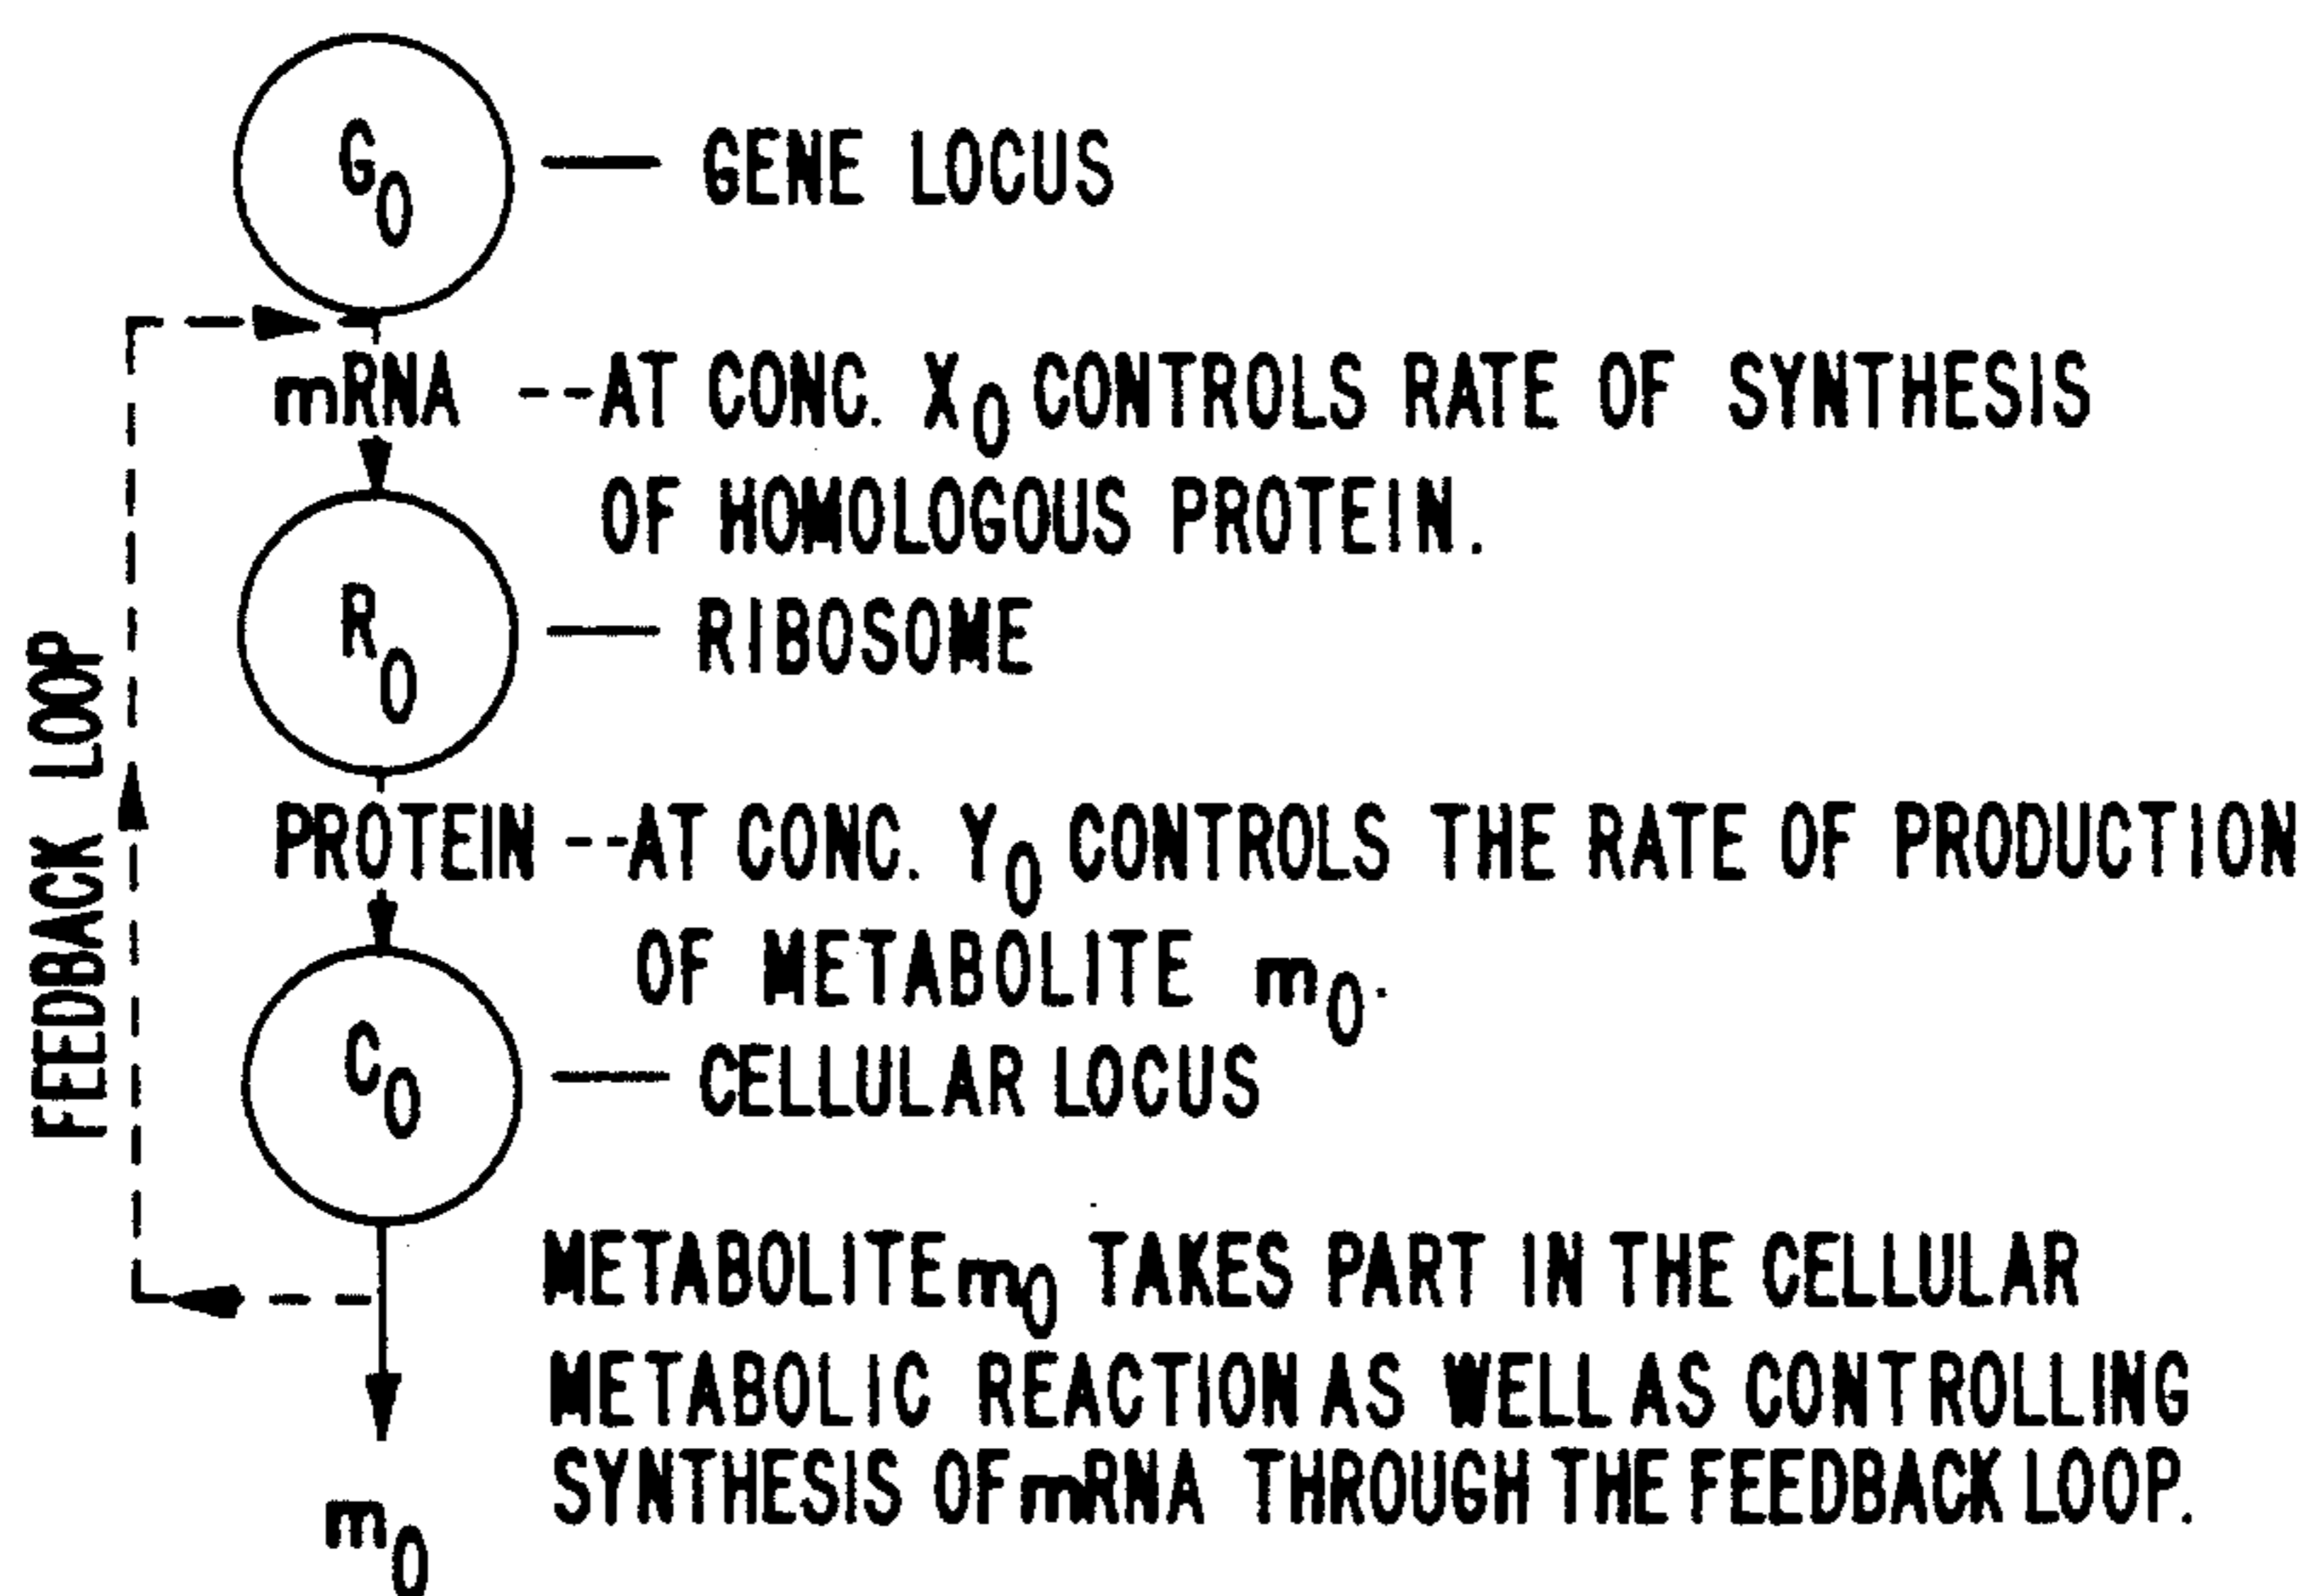 G0 — GENE LOCUS
mRNA --AT CONC. X0 CONTROLS RATE OF SYNTHESIS
OF HOMOLOGOUS PROTEIN.
R0 — RIBOSOME
FEEDBACK LOOP
PROTEIN --AT CONC. Y0 CONTROLS THE RATE OF PRODUCTION
OF METABOLITE m0.
C0 — CELLULAR LOCUS
METABOLITE m0 TAKES PART IN THE CELLULAR
METABOLIC REACTION AS WELL AS CONTROLLING
SYNTHESIS OF mRNA THROUGH THE FEEDBACK LOOP.
m0